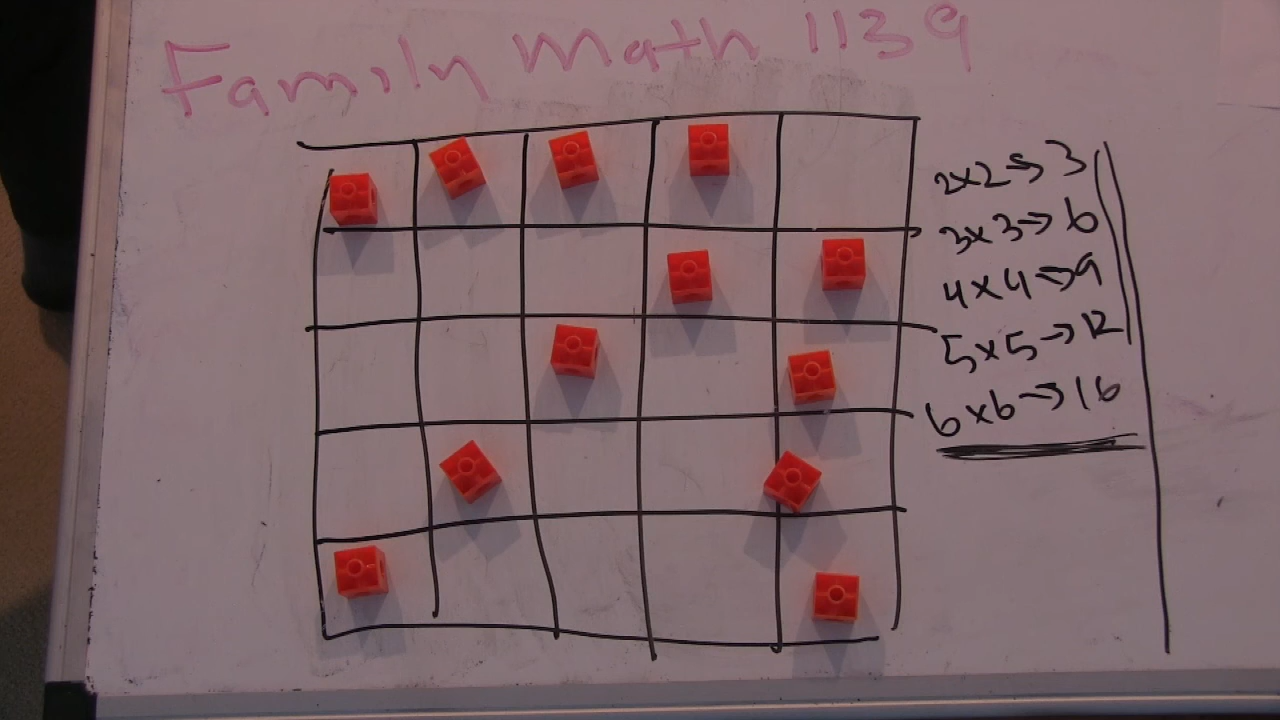 Family Math 1139
2x2→3
3x3→6
4x4→9
5x5→12
6x6→16